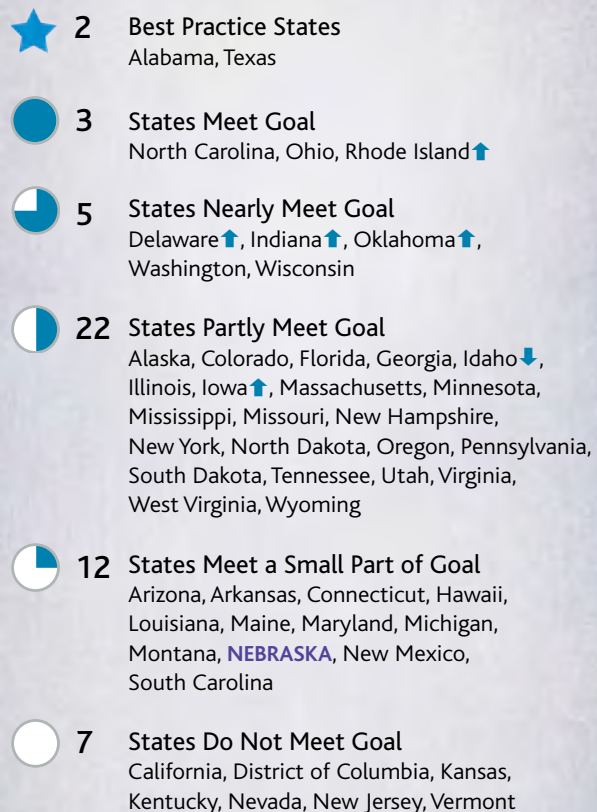 2 Best Practice States
Alabama, Texas
3 States Meet Goal
North Carolina, Ohio, Rhode Island⬆
5 States Nearly Meet Goal
Delaware⬆, Indiana⬆, Oklahoma⬆,
Washington, Wisconsin
22 States Partly Meet Goal
Alaska, Colorado, Florida, Georgia, Idaho⬇,
Illinois, Iowa⬆, Massachusetts, Minnesota,
Mississippi, Missouri, New Hampshire,
New York, North Dakota, Oregon, Pennsylvania,
South Dakota, Tennessee, Utah, Virginia,
West Virginia, Wyoming
12 States Meet a Small Part of Goal
Arizona, Arkansas, Connecticut, Hawaii,
Louisiana, Maine, Maryland, Michigan,
Montana, NEBRASKA, New Mexico,
South Carolina
7 States Do Not Meet Goal
California, District of Columbia, Kansas,
Kentucky, Nevada, New Jersey, Vermont